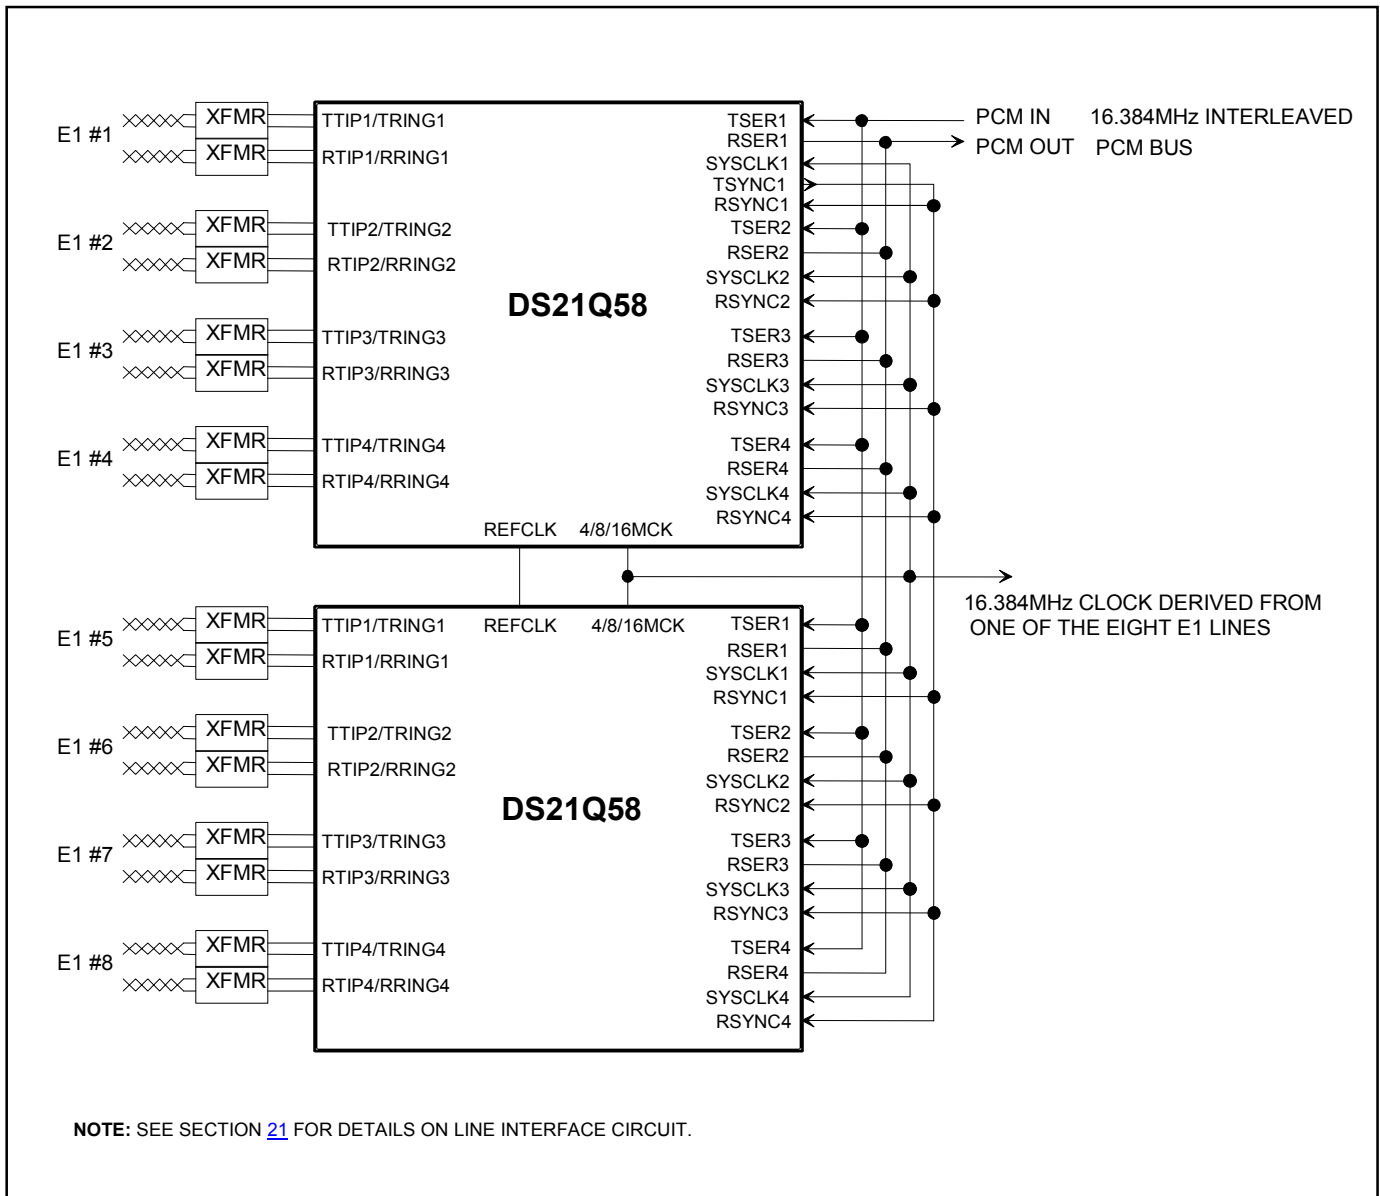 E1 #1
XFMR
XFMR
TTIP1/TRING1
RTIP1/RRING1
E1 #2
XFMR
XFMR
TTIP2/TRING2
RTIP2/RRING2
E1 #3
XFMR
XFMR
TTIP3/TRING3
RTIP3/RRING3
E1 #4
XFMR
XFMR
TTIP4/TRING4
RTIP4/RRING4
DS21Q58
REFCLK 4/8/16MCK
TSER1
RSER1
SYSCLK1
TSYNC1
RSYNC1
TSER2
RSER2
SYSCLK2
RSYNC2
TSER3
RSER3
SYSCLK3
RSYNC3
TSER4
RSER4
SYSCLK4
RSYNC4
PCM IN 16.384MHz INTERLEAVED
PCM OUT PCM BUS
16.384MHz CLOCK DERIVED FROM
ONE OF THE EIGHT E1 LINES
E1 #5
XFMR
XFMR
TTIP1/TRING1
RTIP1/RRING1
E1 #6
XFMR
XFMR
TTIP2/TRING2
RTIP2/RRING2
E1 #7
XFMR
XFMR
TTIP3/TRING3
RTIP3/RRING3
E1 #8
XFMR
XFMR
TTIP4/TRING4
RTIP4/RRING4
REFCLK 4/8/16MCK
DS21Q58
TSER1
RSER1
SYSCLK1
RSYNC1
TSER2
RSER2
SYSCLK2
RSYNC2
TSER3
RSER3
SYSCLK3
RSYNC3
TSER4
RSER4
SYSCLK4
RSYNC4
NOTE: SEE SECTION 21 FOR DETAILS ON LINE INTERFACE CIRCUIT.